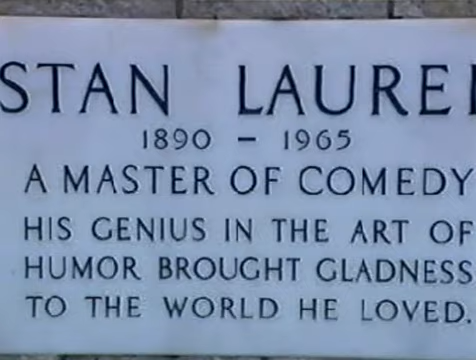 STAN LAUREL
1890 – 1965
A MASTER OF COMEDY
HIS GENIUS IN THE ART OF
HUMOR BROUGHT GLADNESS
TO THE WORLD HE LOVED.